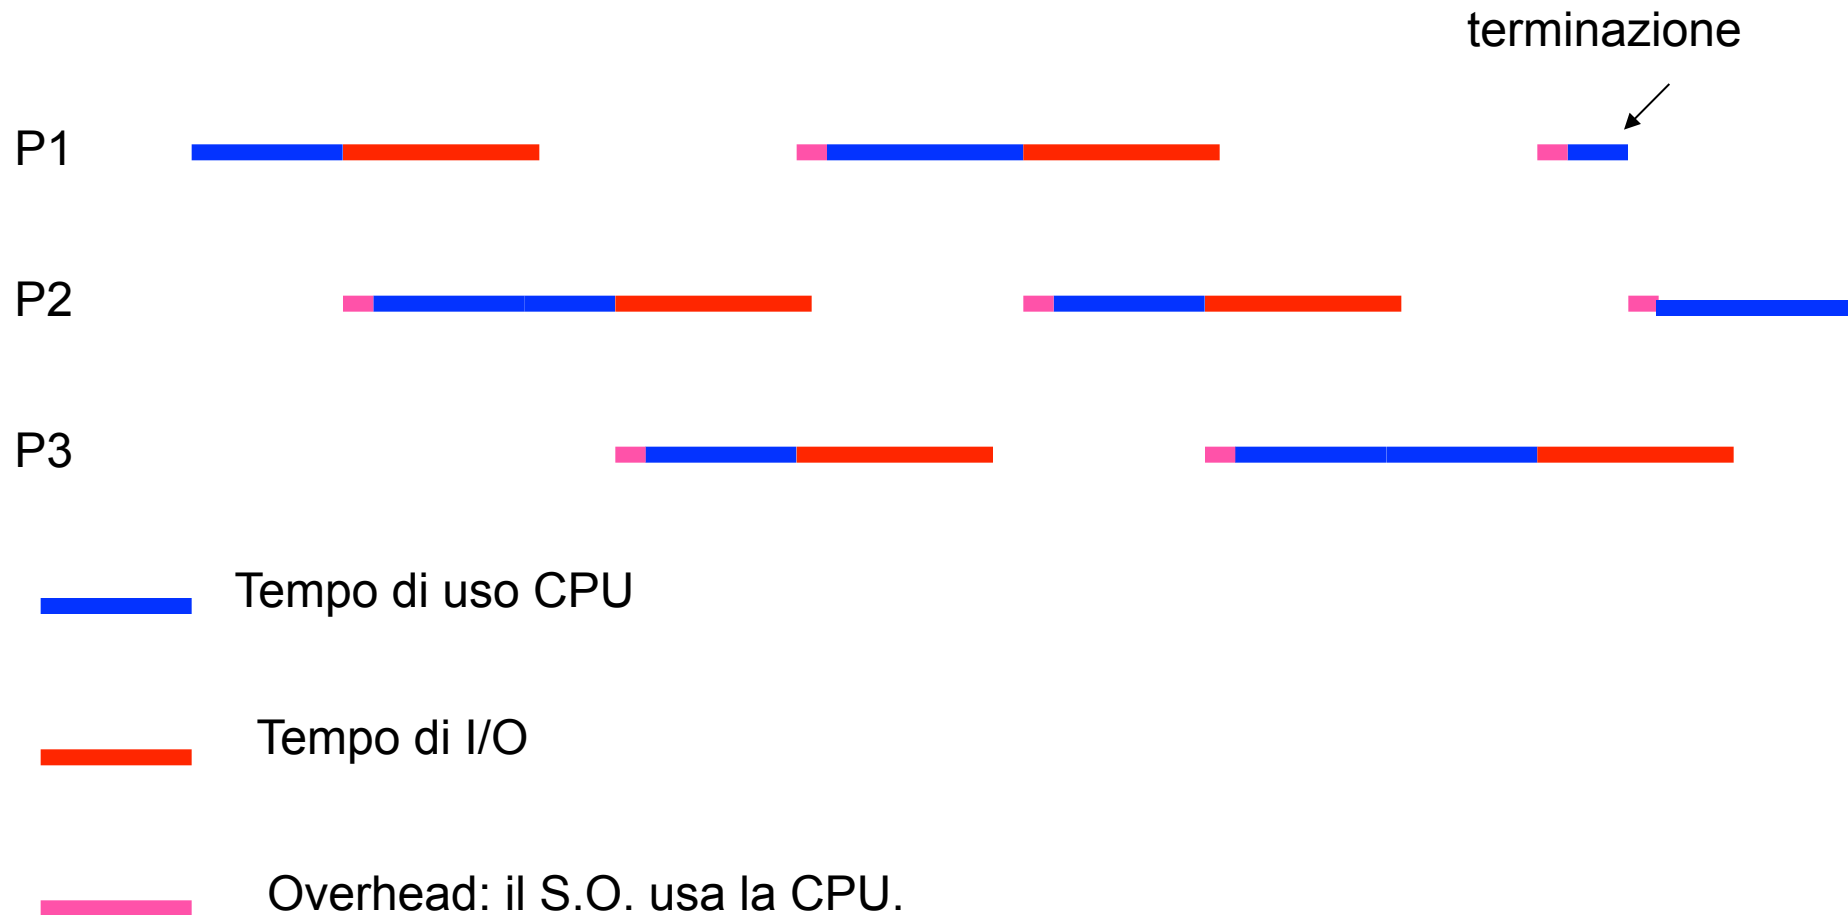 terminazione
P1
P2
P3
Tempo di uso CPU
Tempo di I/O
Overhead: il S.O. usa la CPU.